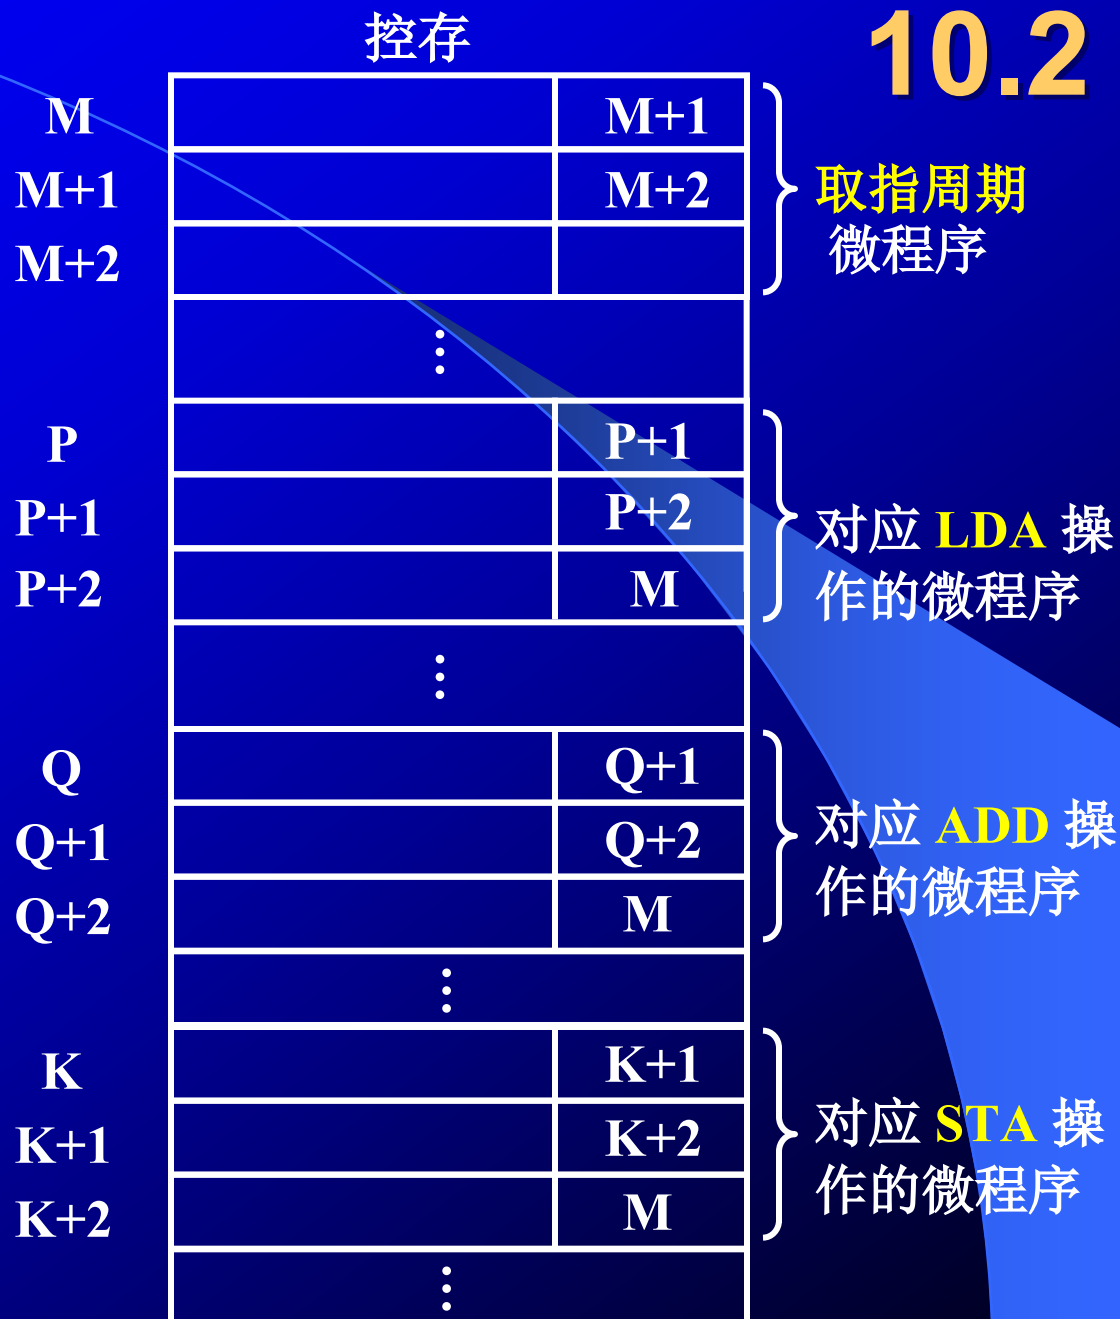 控存
10.2
M M+1
M+1 M+2
M+2
取指周期
微程序
⋮
P P+1
P+1 P+2
P+2 M
对应 LDA 操
作的微程序
⋮
Q Q+1
Q+1 Q+2
Q+2 M
对应 ADD 操
作的微程序
⋮
K K+1
K+1 K+2
K+2 M
对应 STA 操
作的微程序
⋮